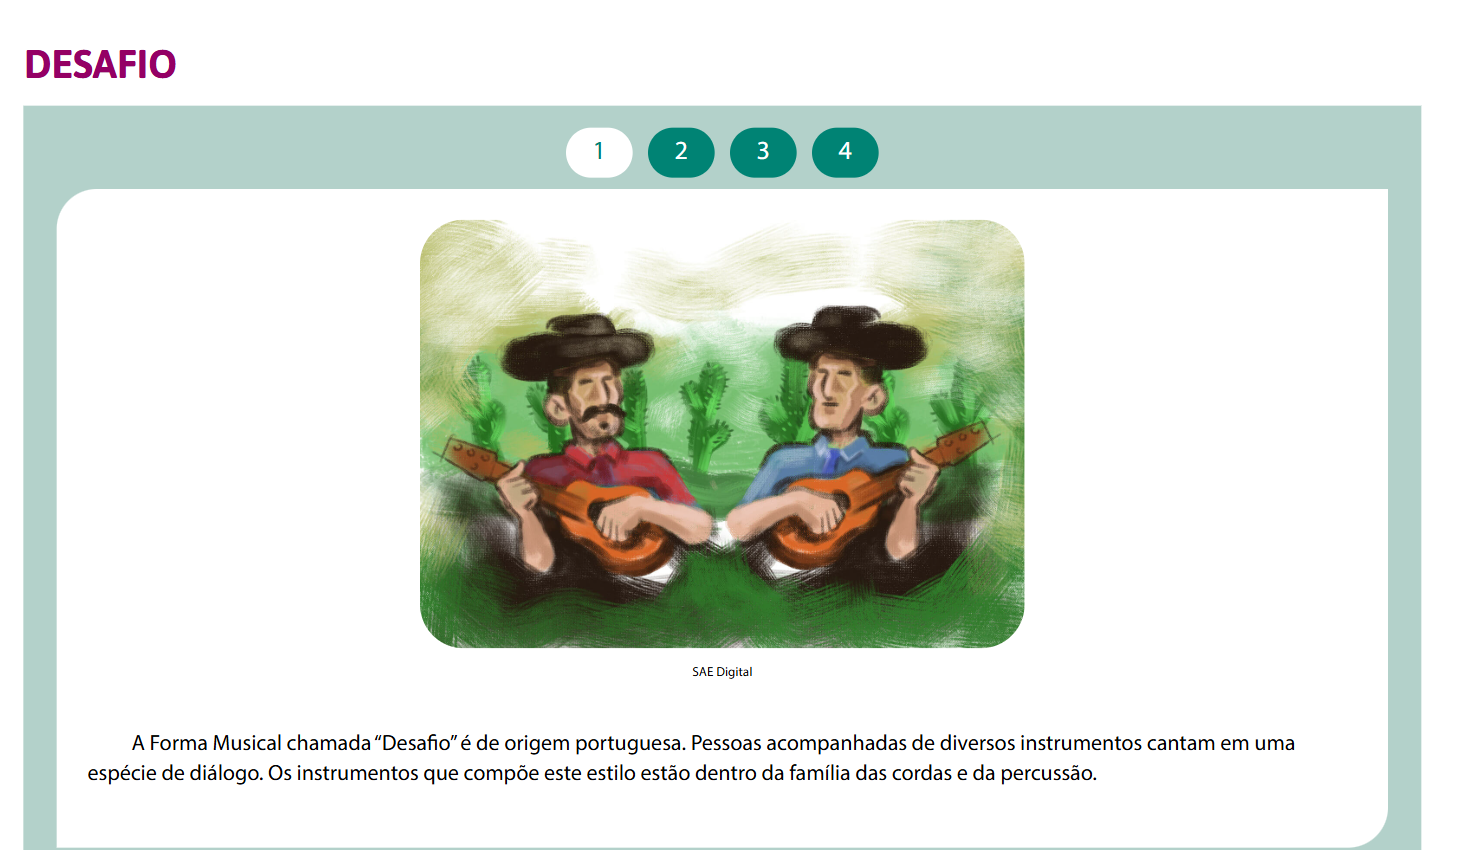 DESAFIO
1 2 3 4
SAE Digital
A Forma Musical chamada “Desafio” é de origem portuguesa. Pessoas acompanhadas de diversos instrumentos cantam em uma
espécie de diálogo. Os instrumentos que compõe este estilo estão dentro da família das cordas e da percussão.